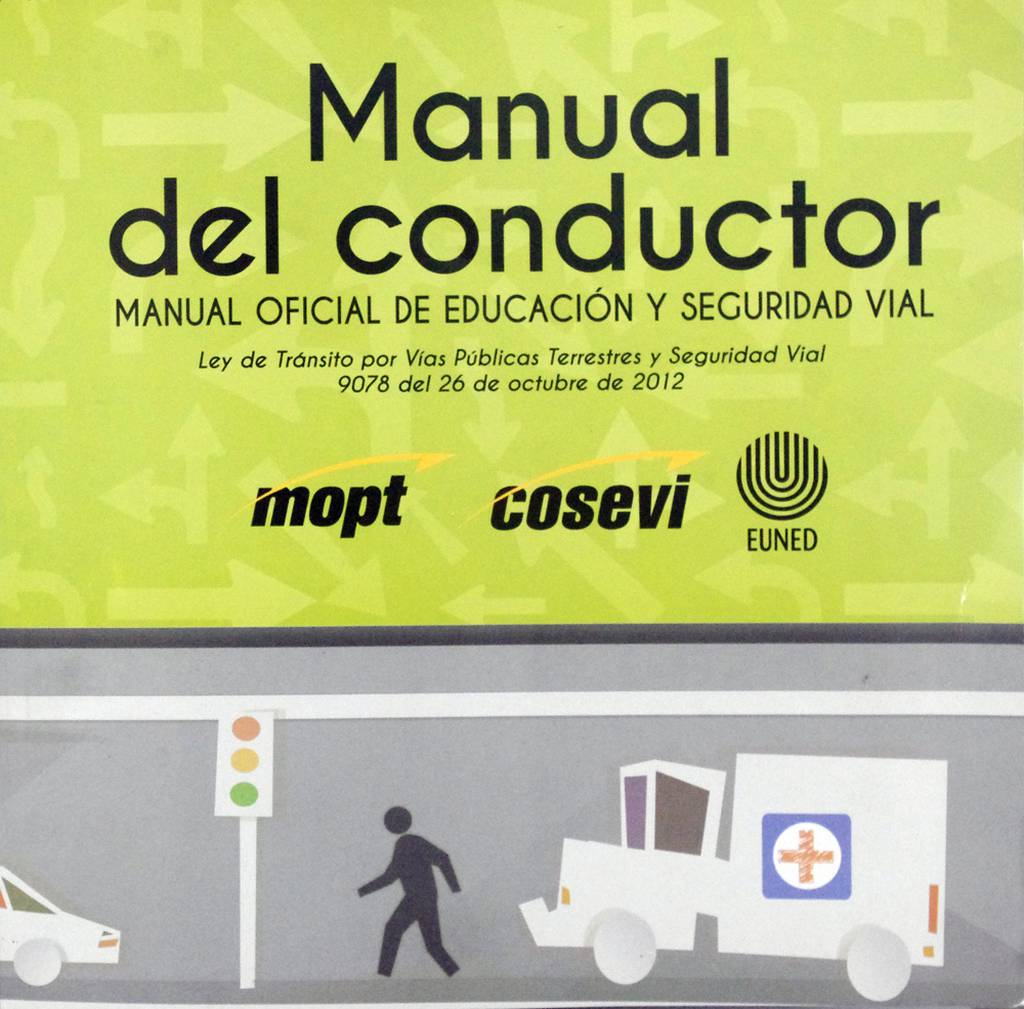 Manual
del conductor
MANUAL OFICIAL DE EDUCACIÓN Y SEGURIDAD VIAL
Ley de Tránsito por Vías Públicas Terrestres y Seguridad Vial
9078 del 26 de octubre de 2012
mopt cosevi
EUNED